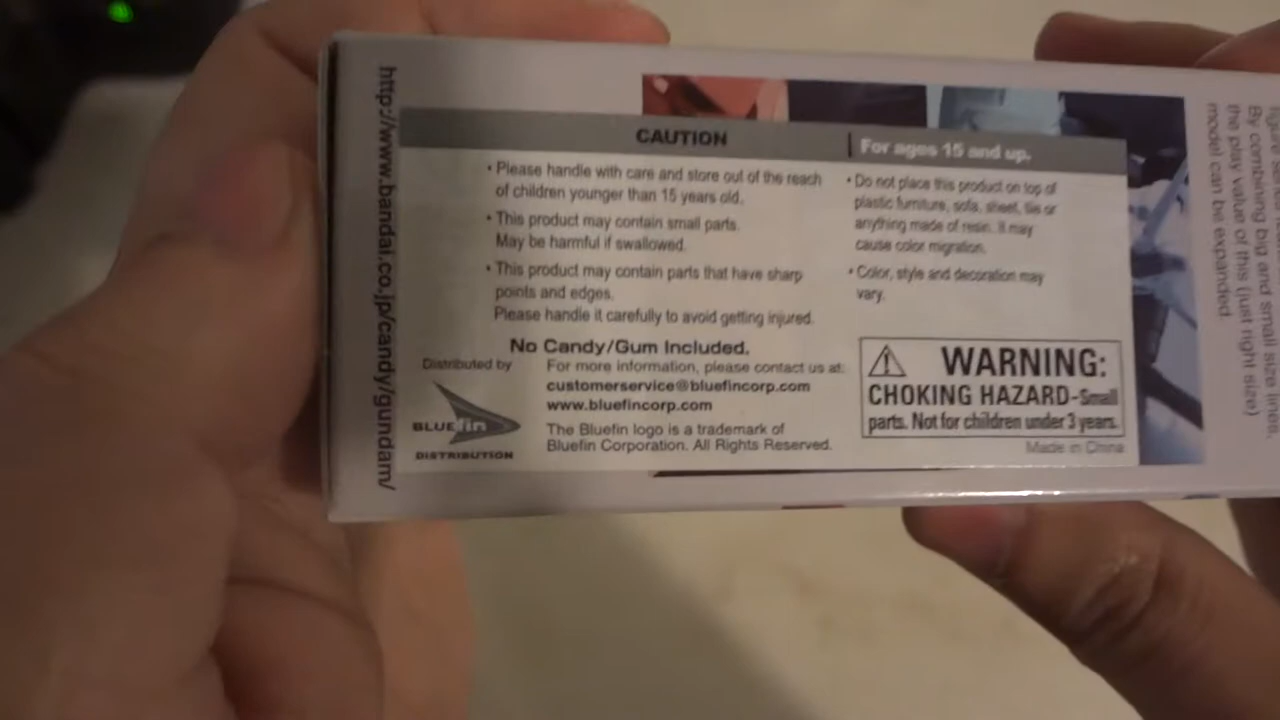 http://www.bandai.co.jp/candy/gundam/
CAUTION
For ages 15 and up.
• Please handle with care and store out of the reach
of children younger than 15 years old.
• This product may contain small parts.
May be harmful if swallowed.
• This product may contain parts that have sharp
points and edges.
Please handle it carefully to avoid getting injured.
• Do not place this product on top of
plastic furniture, sofa, sheet, tile or
anything made of resin. It may
cause color migration.
• Color, style and decoration may
vary.
No Candy/Gum Included.
Distributed by
BLUEfin
DISTRIBUTION
For more information, please contact us at:
customerservice@bluefincorp.com
www.bluefincorp.com
The Bluefin logo is a trademark of
Bluefin Corporation. All Rights Reserved.
WARNING:
CHOKING HAZARD-Small
parts. Not for children under 3 years.
Made in China
By combining big and small size lines,
the play value of this (just right size)
model can be expanded.